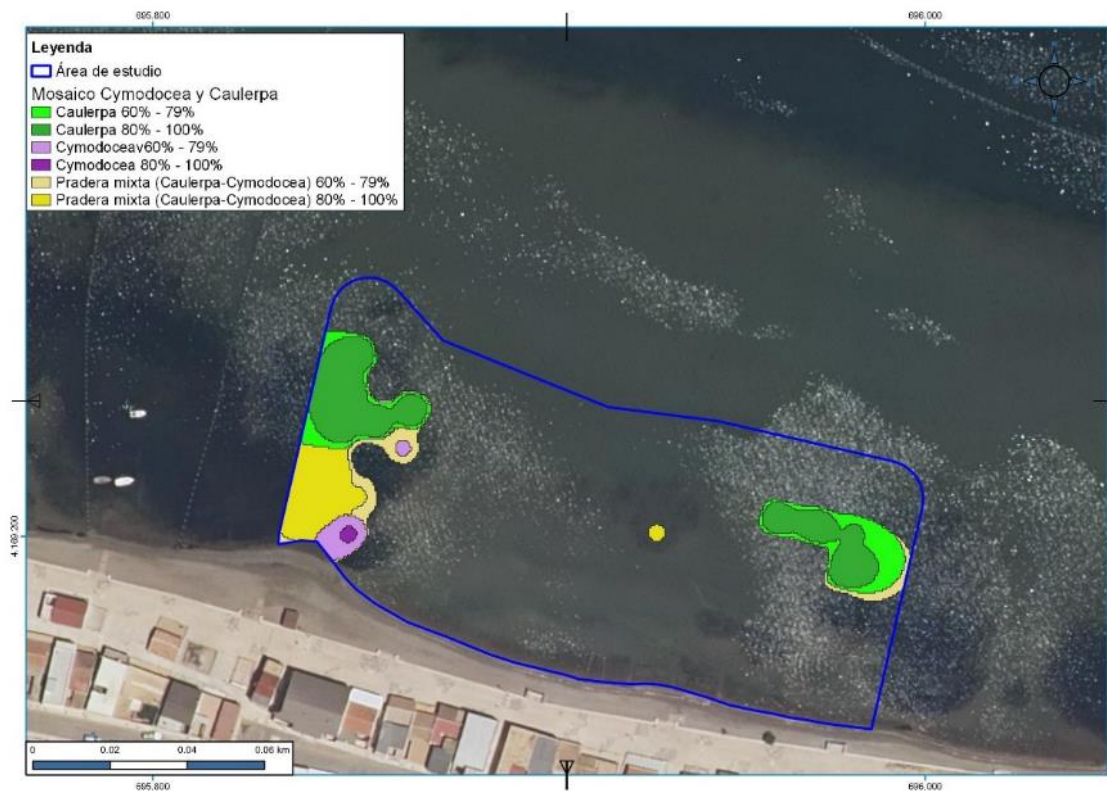 695.800
696.000
Leyenda
Área de estudio
Mosaico Cymodocea y Caulerpa
Caulerpa 60% - 79%
Caulerpa 80% - 100%
Cymodoceav60% - 79%
Cymodocea 80% - 100%
Pradera mixta (Caulerpa-Cymodocea) 60% - 79%
Pradera mixta (Caulerpa-Cymodocea) 80% - 100%
4.169.200
0 0.02 0.04 0.06 km
695.800
696.000